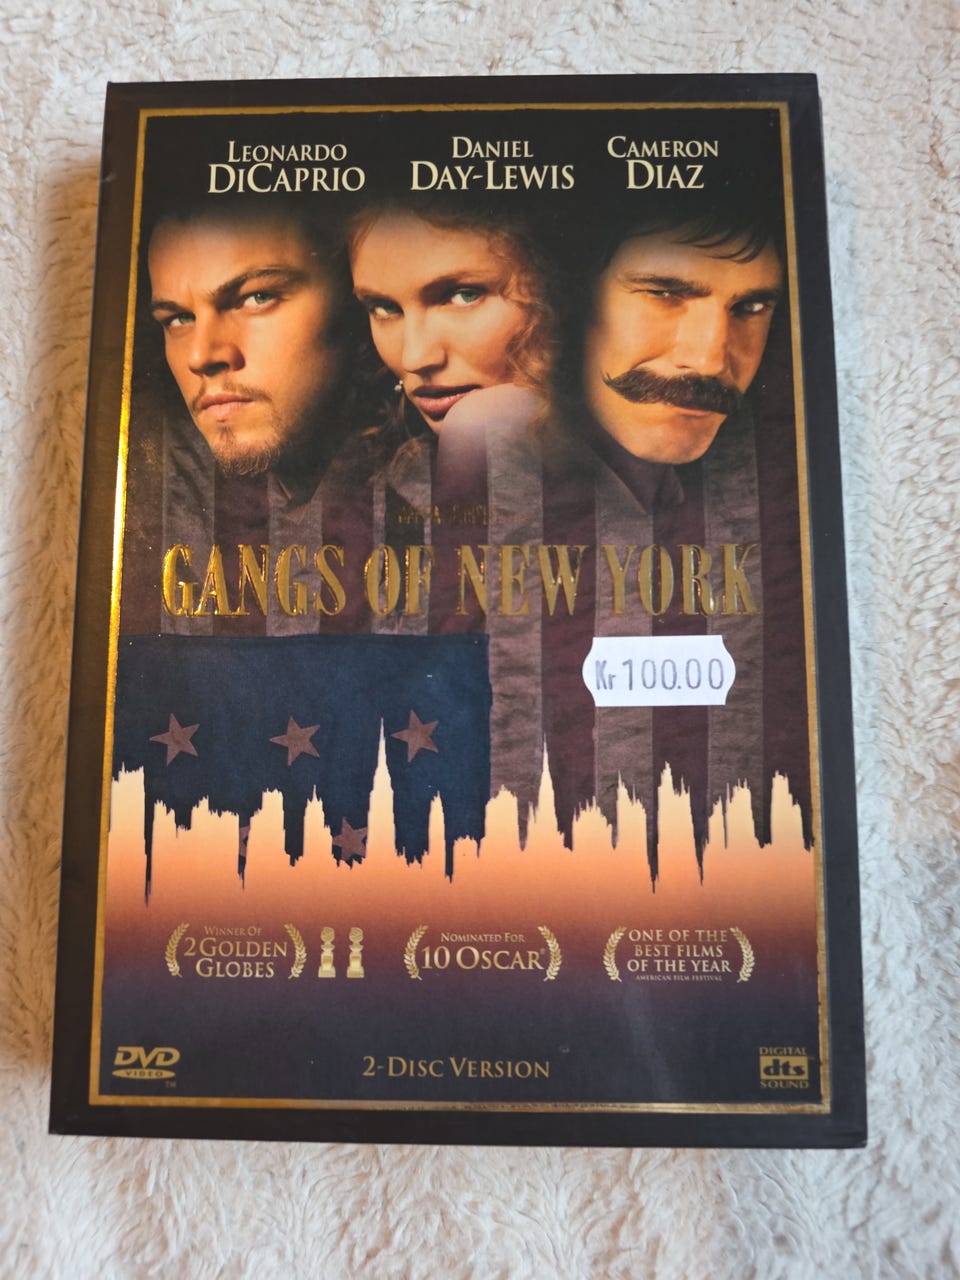 LEONARDO
DICAPRIO
DANIEL
DAY-LEWIS
CAMERON
DIAZ
GANGS OF NEW YORK
Kr 100.00
WINNER OF
2 GOLDEN
GLOBES
NOMINATED FOR
10 OSCAR®
ONE OF THE
BEST FILMS
OF THE YEAR
AMERICAN FILM FESTIVAL
DVD
VIDEO
TM
2-DISC VERSION
DIGITAL
dts
SOUND